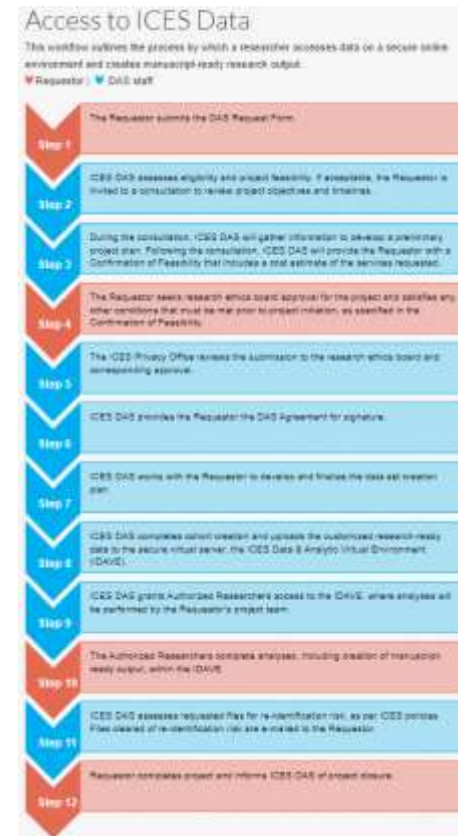 Access to ICES Data
This workflow outlines the process by which a researcher accesses data on a secure online
environment and creates manuscript-ready research output.
Requestor | DAS staff
Step 1
The Requestor submits the DAS Request Form.
Step 2
ICES DAS assesses eligibility and project feasibility. If acceptable, the Requestor is
invited to a consultation to review project objectives and timelines.
Step 3
During the consultation, ICES DAS will gather information to develop a preliminary
project plan. Following the consultation, ICES DAS will provide the Requestor with a
Confirmation of Feasibility that includes a cost estimate of the services requested.
Step 4
The Requestor seeks research ethics board approval for the project and satisfies any
other conditions that must be met prior to project initiation, as specified in the
Confirmation of Feasibility.
Step 5
The ICES Privacy Office reviews the submission to the research ethics board and
corresponding approval.
Step 6
ICES DAS provides the Requestor the DAS Agreement for signature.
Step 7
ICES DAS works with the Requestor to develop and finalize the data set creation
plan
Step 8
ICES DAS completes cohort creation and uploads the customized research-ready
data to the secure virtual server, the ICES Data & Analytic Virtual Environment
(IDAVE).
Step 9
ICES DAS grants Authorized Researchers access to the IDAVE, where analyses will
be performed by the Requestor's project team.
Step 10
The Authorized Researchers complete analyses, including creation of manuscript-
ready output, within the IDAVE.
Step 11
ICES DAS assesses requested files for re-identification risk, as per ICES policies.
Files cleared of re-identification risk are e-mailed to the Requestor.
Step 12
Requestor completes project and informs ICES DAS of project closure.